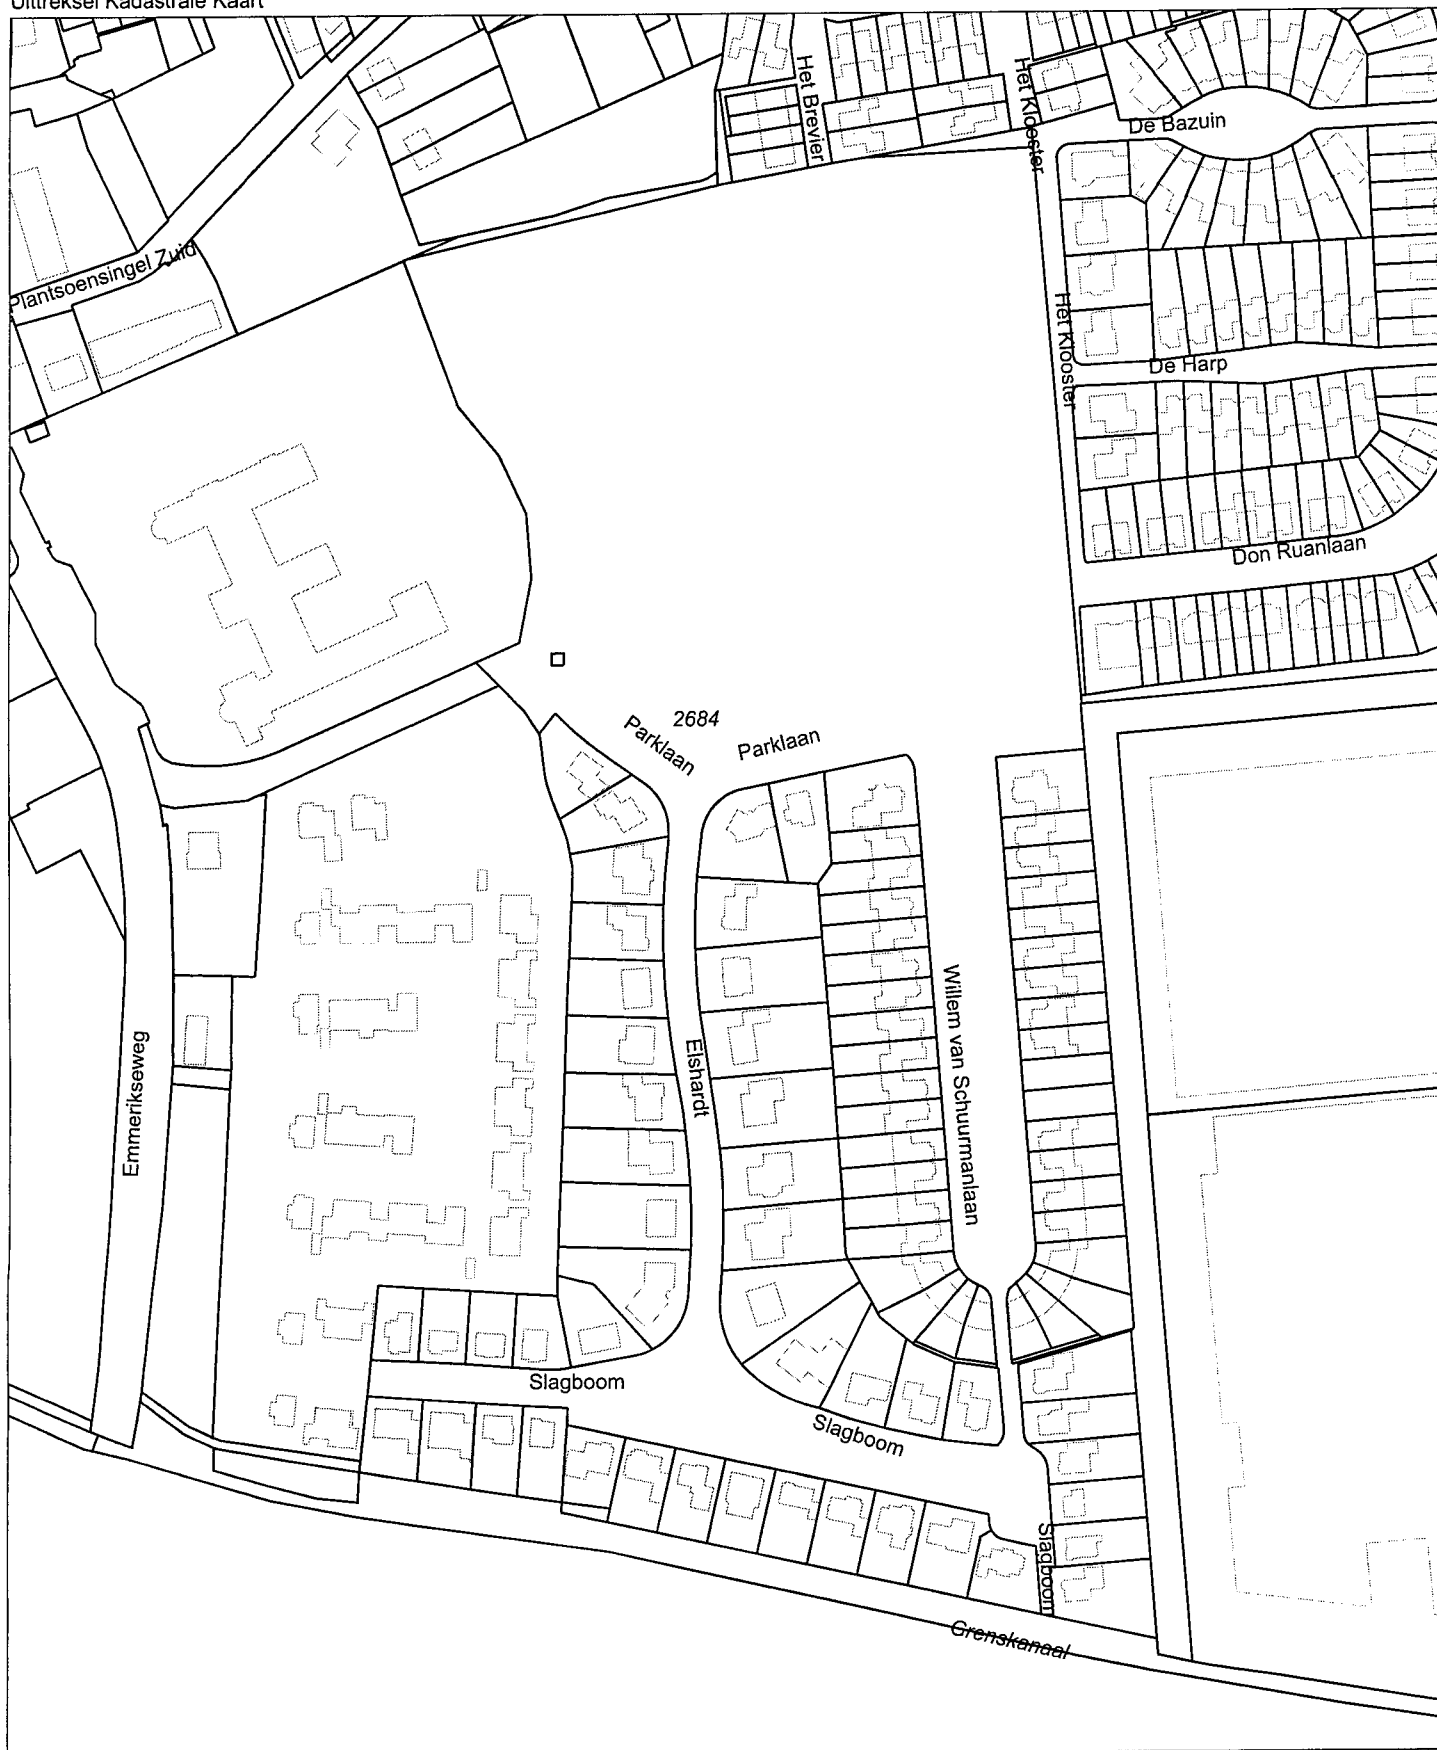 Uittreksel Kadastrale Kaart
Het Brevier
Het Klooster
De Bazuin
Plantsoensingel Zuid
Het Klooster
De Harp
Don Ruanlaan
2684
Parklaan
Parklaan
Emmerikseweg
Elshardt
Willem van Schuurmanlaan
Slagboom
Slagboom
Slagboom
Grenskanaal